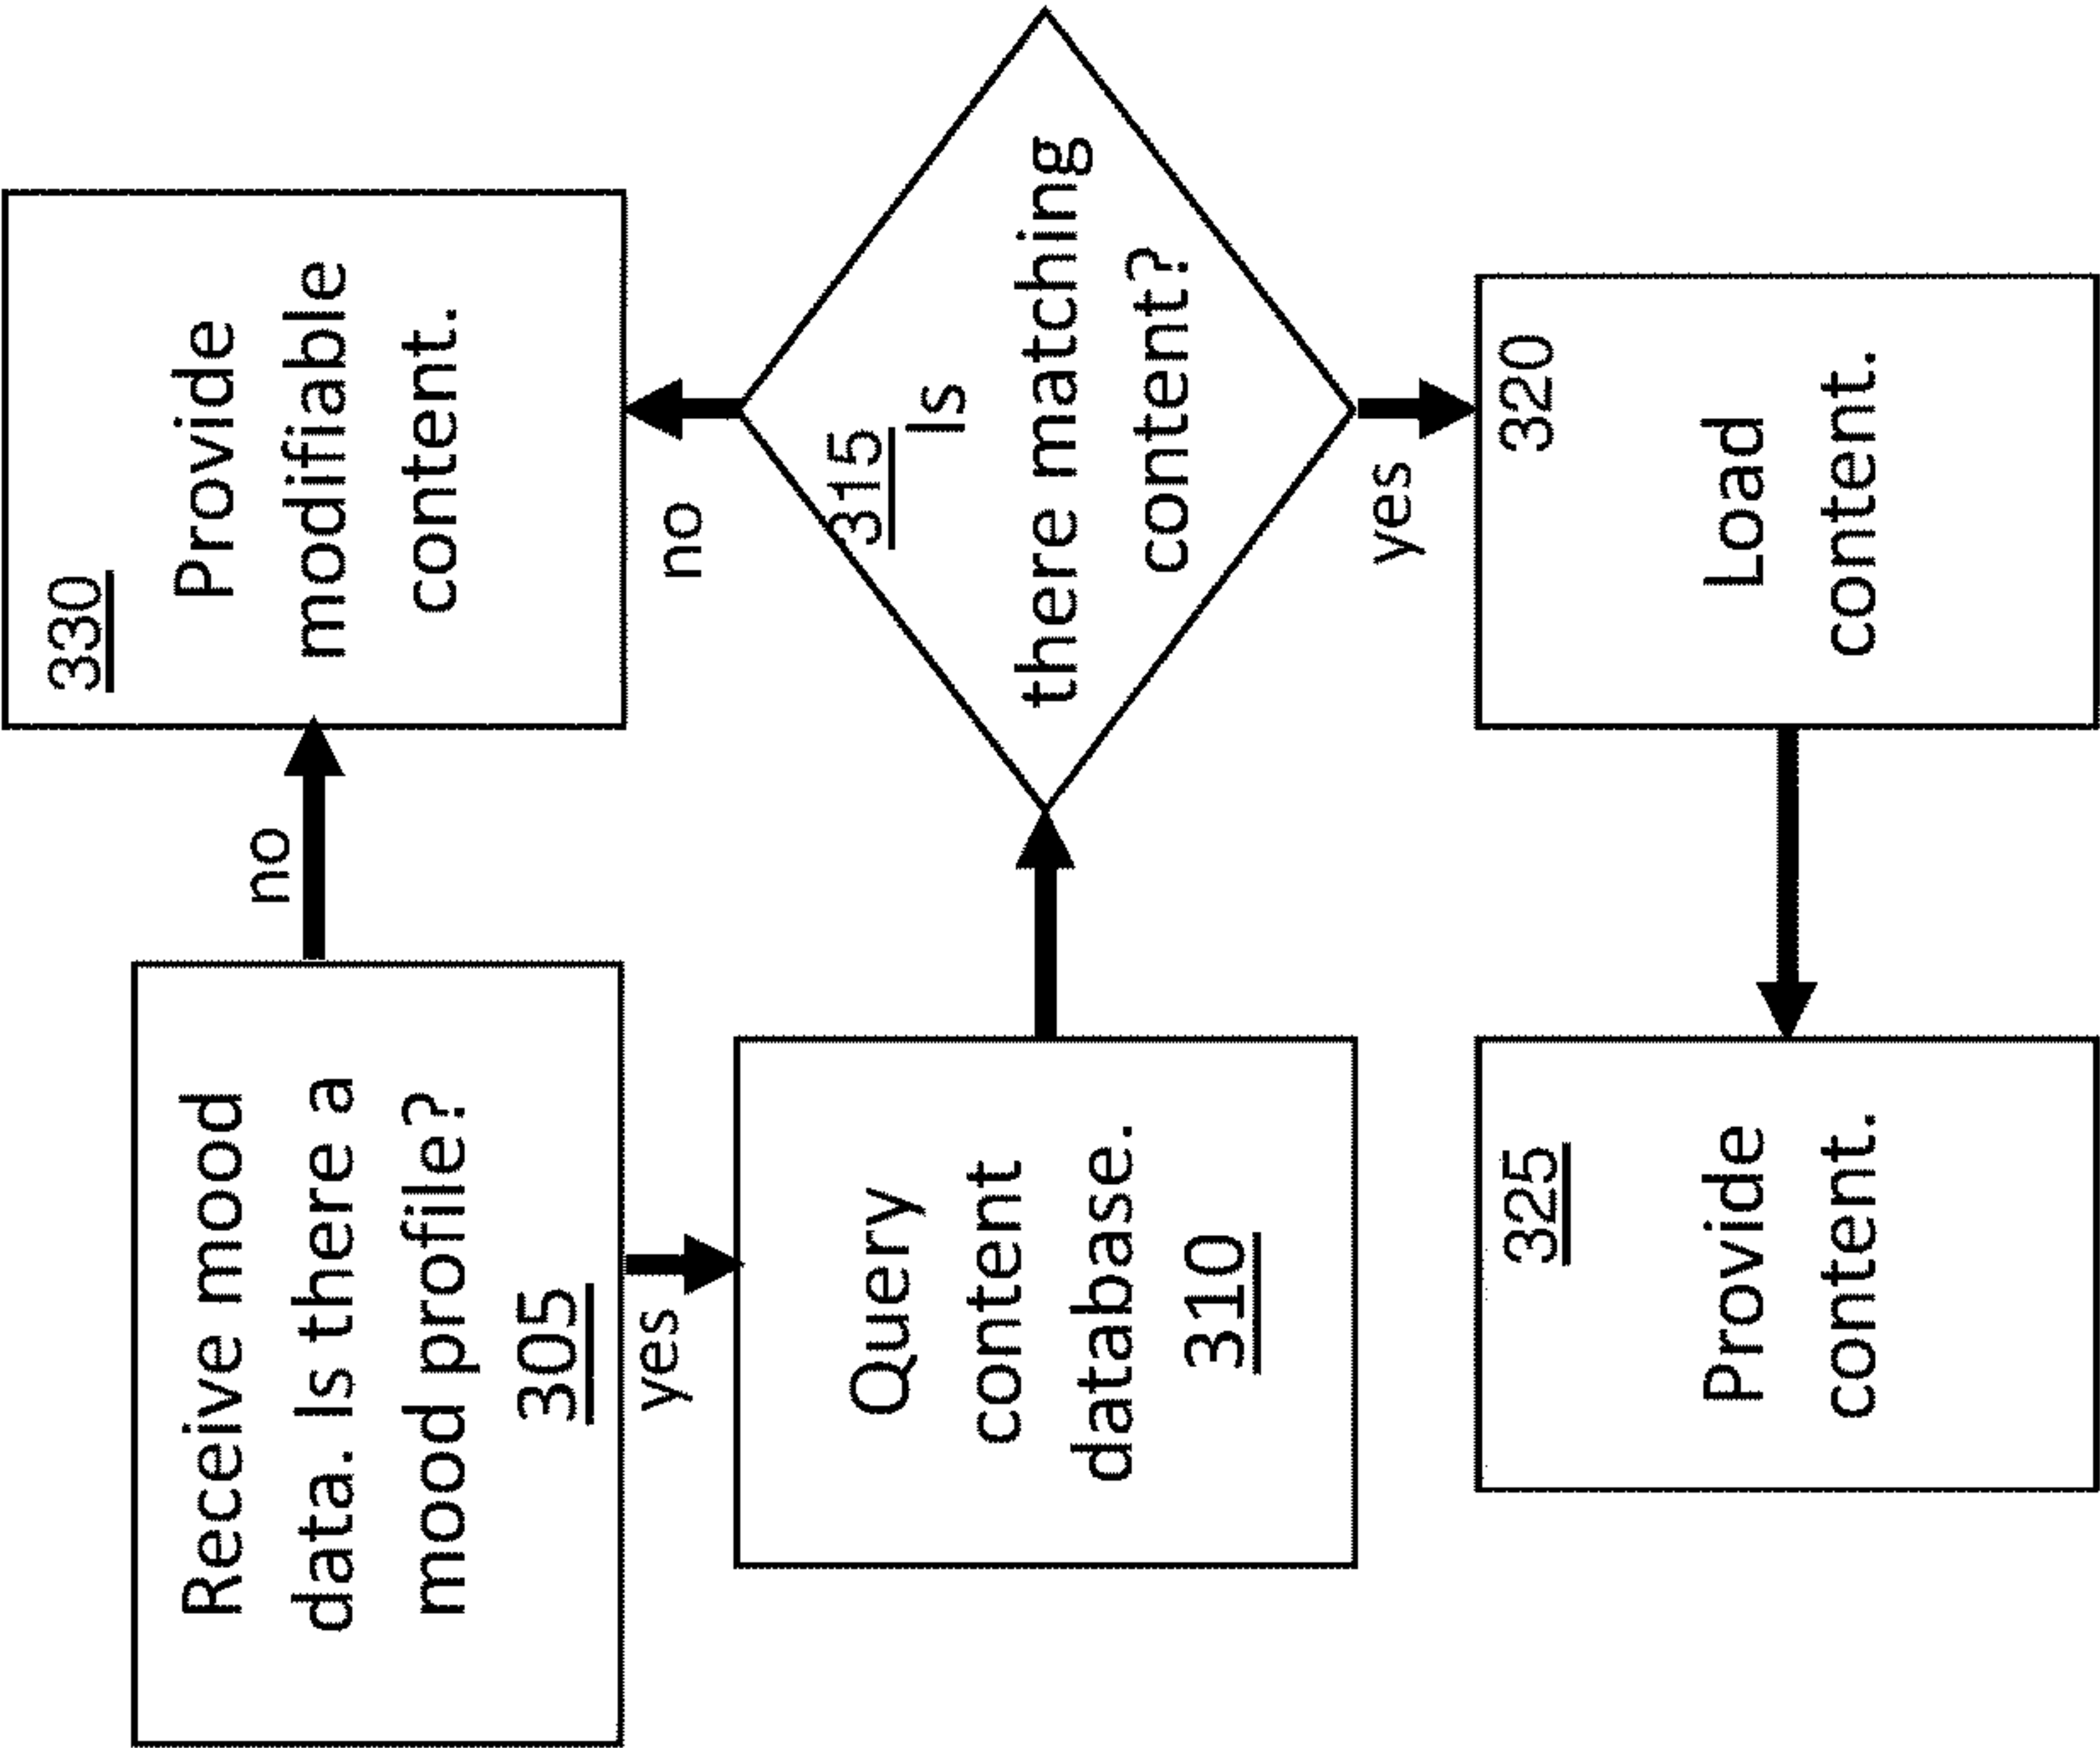 Receive mood
data. Is there a
mood profile?
305
no
330
Provide
modifiable
content.
yes
Query
content
database.
310
315
Is
there matching
content?
no
yes
320
Load
content.
325
Provide
content.